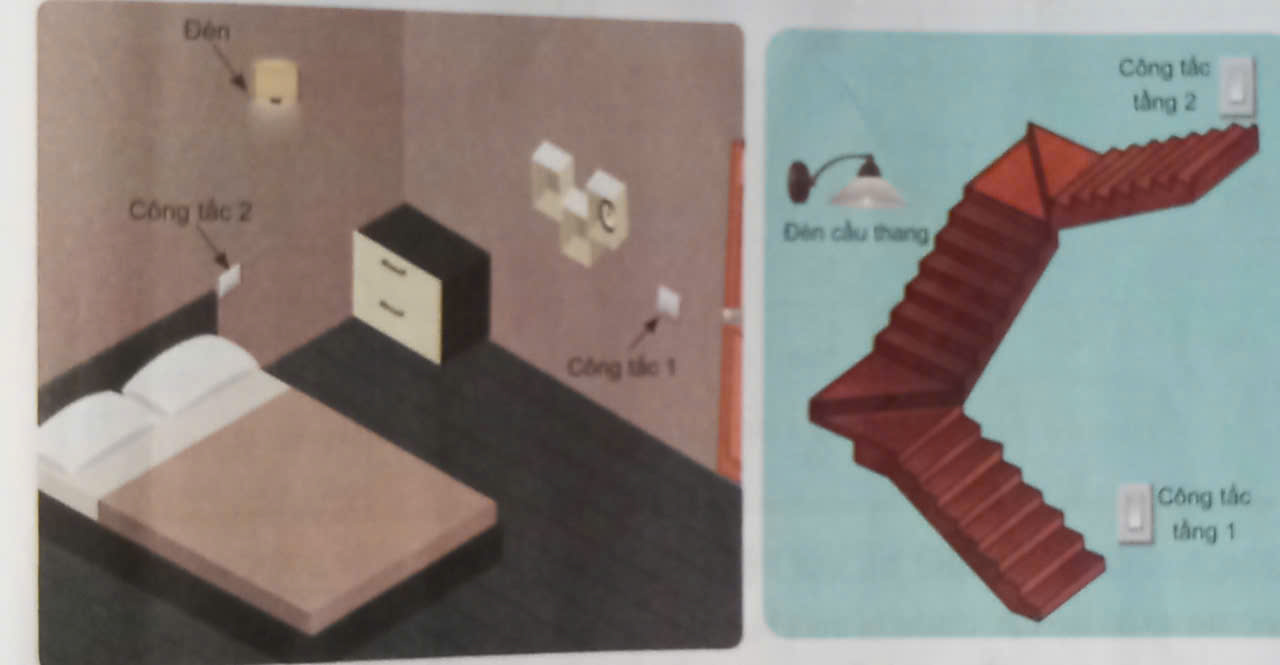 Đèn
Công tắc 2
Công tắc 1
Công tắc
tầng 2
Đèn cầu thang
Công tắc
tầng 1